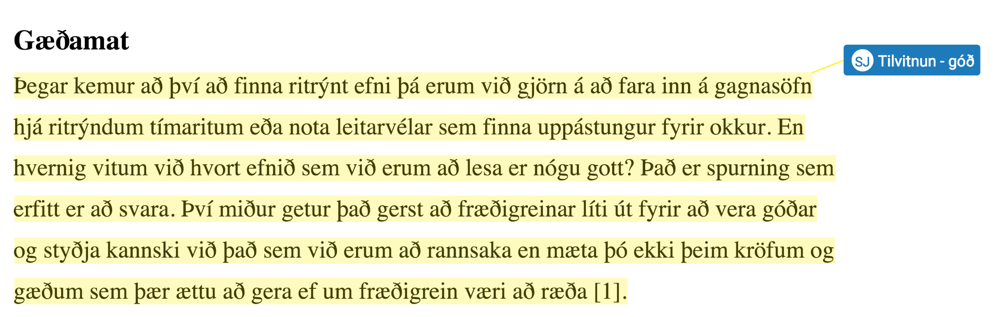 Gæðamat
SJ Tilvitnun - góð
Þegar kemur að því að finna ritrýnt efni þá erum við gjörn á að fara inn á gagnasöfn
hjá ritrýndum tímaritum eða nota leitarvélar sem finna uppástungur fyrir okkur. En
hvernig vitum við hvort efnið sem við erum að lesa er nógu gott? Það er spurning sem
erfitt er að svara. Því miður getur það gerst að fræðigreinar líti út fyrir að vera góðar
og styðja kannski við það sem við erum að rannsaka en mæta þó ekki þeim kröfum og
gæðum sem þær ættu að gera ef um fræðigrein væri að ræða [1].